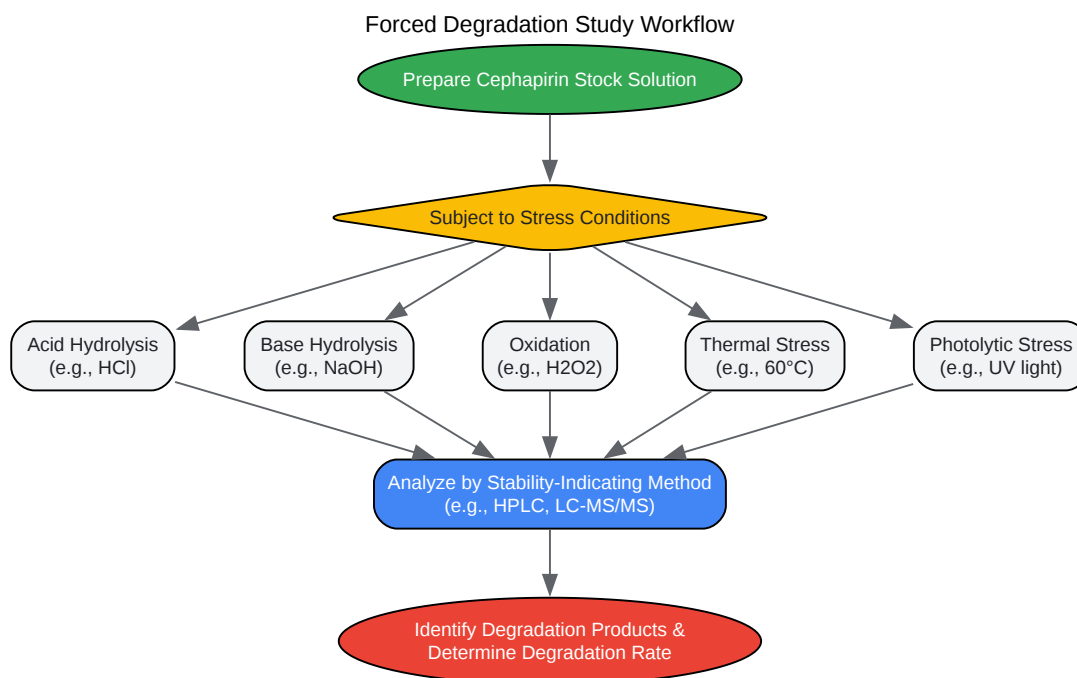 Forced Degradation Study Workflow
Prepare Cephapirin Stock Solution
Subject to Stress Conditions
Acid Hydrolysis
(e.g., HCl)
Base Hydrolysis
(e.g., NaOH)
Oxidation
(e.g., H2O2)
Thermal Stress
(e.g., 60°C)
Photolytic Stress
(e.g., UV light)
Analyze by Stability-Indicating Method
(e.g., HPLC, LC-MS/MS)
Identify Degradation Products &
Determine Degradation Rate